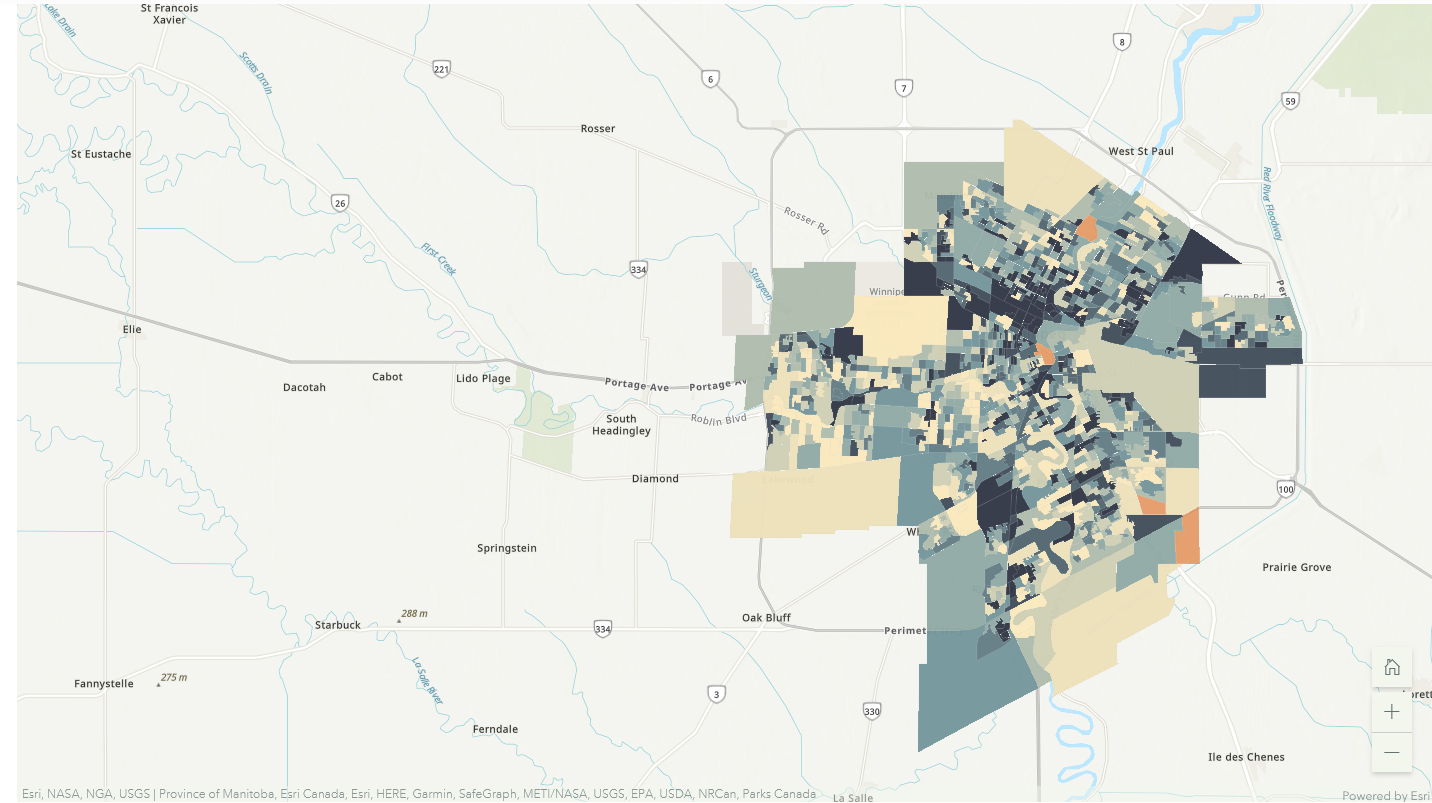 St Francois
Xavier
Lake Drain
Scotts Drain
221
6
7
8
59
Rosser
West St Paul
St Eustache
26
Rosser Rd
Red River Floodway
First Creek
334
Sturgeon
Winnipe
Gunn Rd
Per
Elie
Dacotah
Cabot
Lido Plage
Portage Ave
Portage Av
South
Headingley
Roblin Blvd
Diamond
100
Springstein
Wh
Prairie Grove
288 m
Starbuck
334
Oak Bluff
Perimet
Fannystelle
275 m
La Salle River
3
330
Ferndale
Ile des Chenes
La Salle
Esri, NASA, NGA, USGS | Province of Manitoba, Esri Canada, Esri, HERE, Garmin, SafeGraph, METI/NASA, USGS, EPA, USDA, NRCan, Parks Canada
Powered by Esri